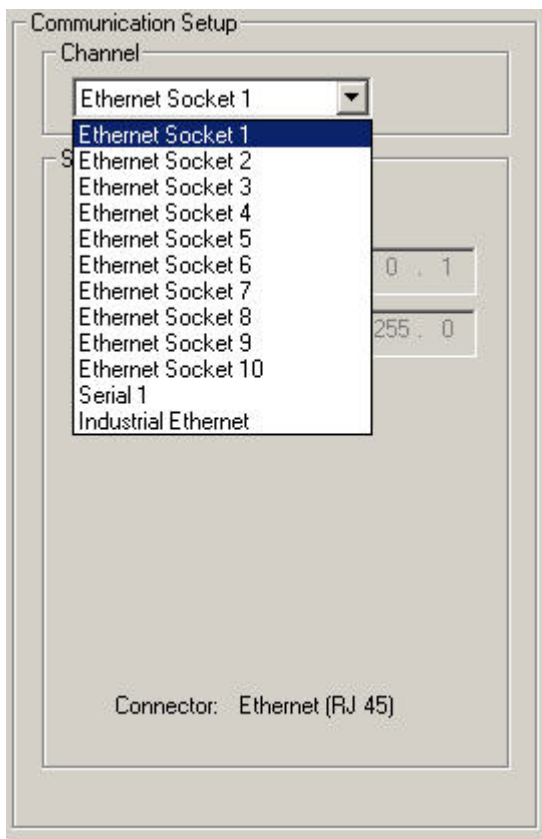 Communication Setup
Channel
Ethernet Socket 1
Ethernet Socket 1
S Ethernet Socket 2
Ethernet Socket 3
Ethernet Socket 4
Ethernet Socket 5
Ethernet Socket 6
0 . 1
Ethernet Socket 7
Ethernet Socket 8
Ethernet Socket 9
255 . 0
Ethernet Socket 10
Serial 1
Industrial Ethernet
Connector: Ethernet (RJ 45)